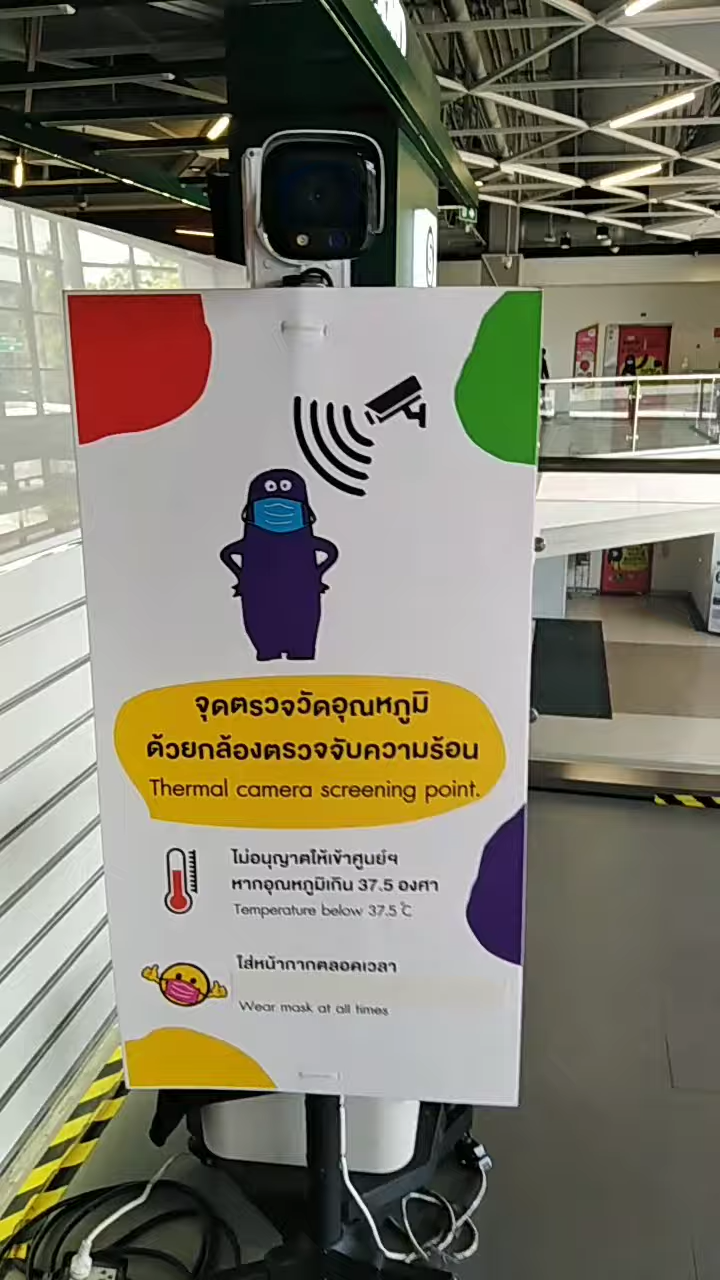 จุดตรวจวัดอุณหภูมิ
ด้วยกล้องตรวจจับความร้อน
Thermal camera screening point.
ไม่อนุญาตให้เข้าศูนย์ฯ
หากอุณหภูมิเกิน 37.5 องศา
Temperature below 37.5 ℃
ใส่หน้ากากตลอดเวลา
Wear mask at all times